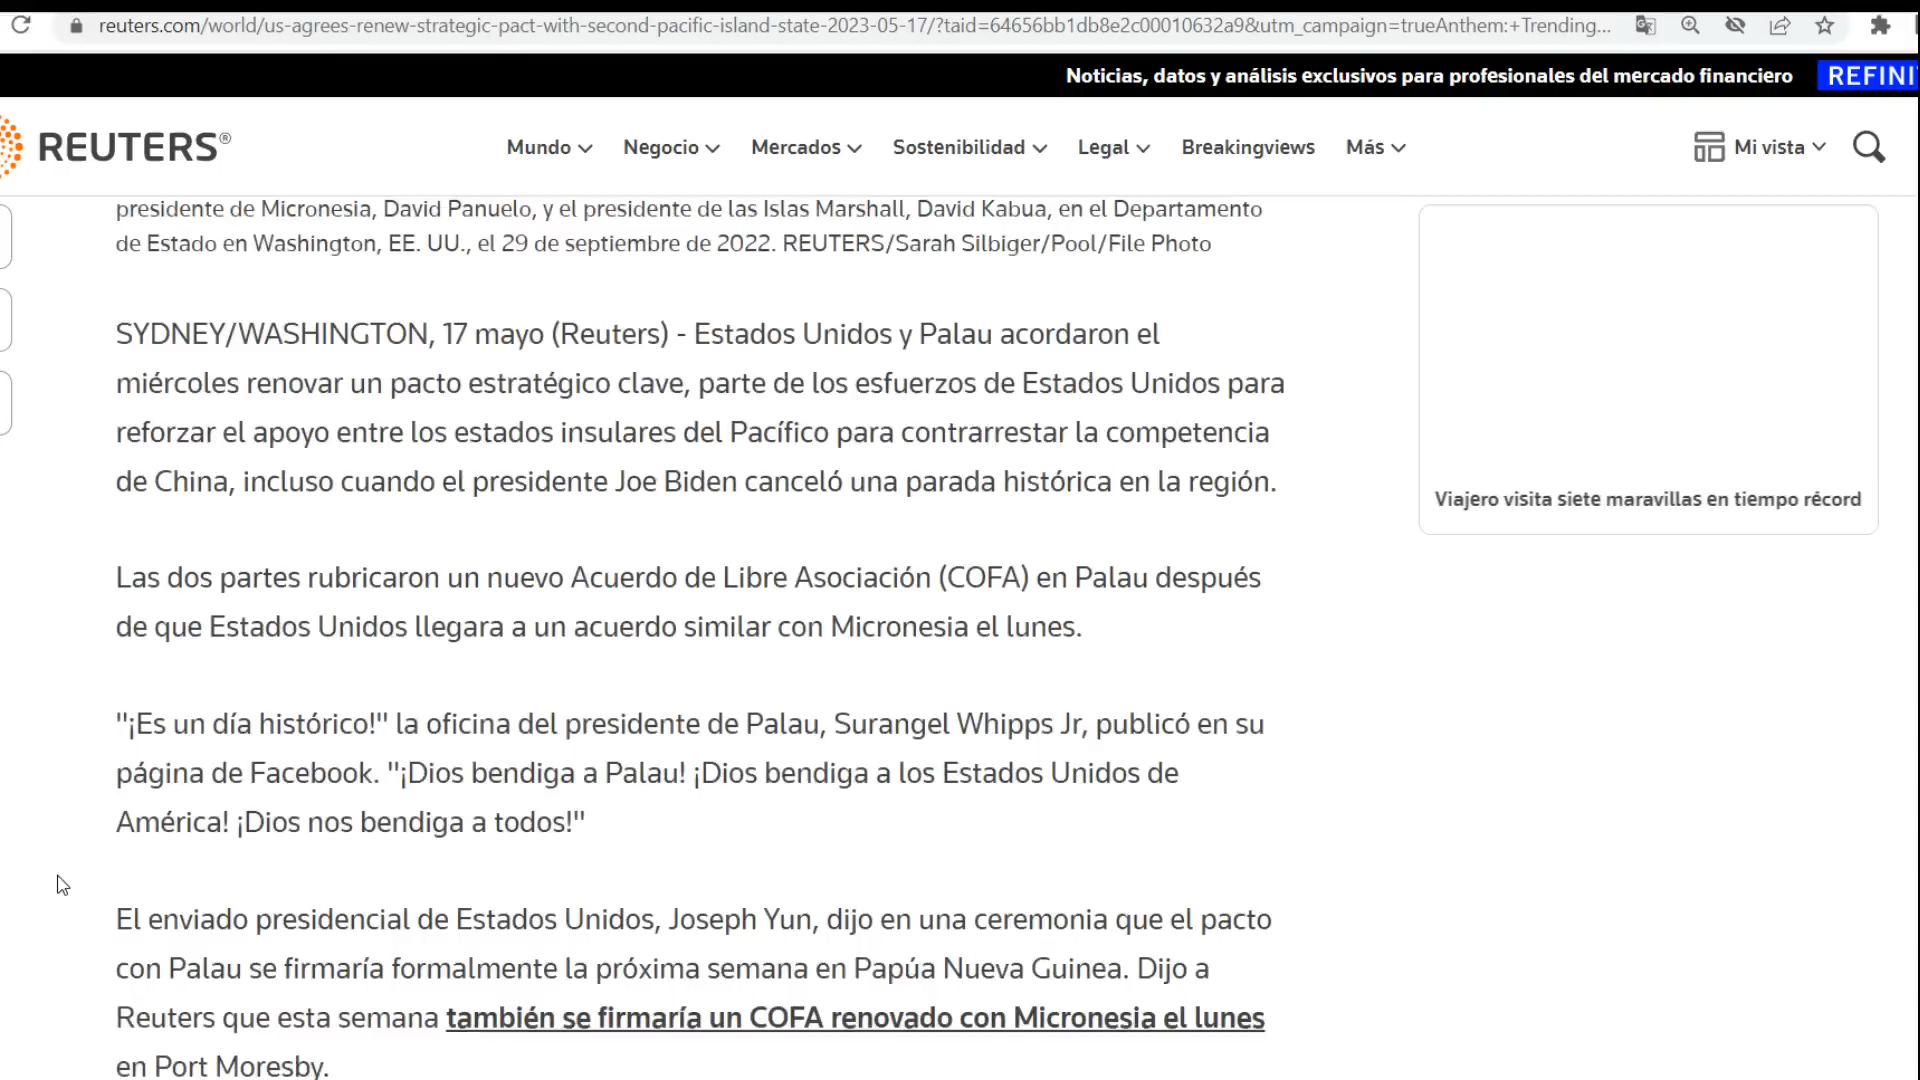 reuters.com/world/us-agrees-renew-strategic-pact-with-second-pacific-island-state-2023-05-17/?taid=64656bb1db8e2c00010632a9&utm_campaign=trueAnthem:+Trending...
Noticias, datos y análisis exclusivos para profesionales del mercado financiero REFINI
REUTERS®
Mundo Negocio Mercados Sostenibilidad Legal Breakingviews Más Mi vista
presidente de Micronesia, David Panuelo, y el presidente de las Islas Marshall, David Kabua, en el Departamento
de Estado en Washington, EE. UU., el 29 de septiembre de 2022. REUTERS/Sarah Silbiger/Pool/File Photo
SYDNEY/WASHINGTON, 17 mayo (Reuters) - Estados Unidos y Palau acordaron el
miércoles renovar un pacto estratégico clave, parte de los esfuerzos de Estados Unidos para
reforzar el apoyo entre los estados insulares del Pacífico para contrarrestar la competencia
de China, incluso cuando el presidente Joe Biden canceló una parada histórica en la región.
Las dos partes rubricaron un nuevo Acuerdo de Libre Asociación (COFA) en Palau después
de que Estados Unidos llegara a un acuerdo similar con Micronesia el lunes.
"¡Es un día histórico!" la oficina del presidente de Palau, Surangel Whipps Jr, publicó en su
página de Facebook. "¡Dios bendiga a Palau! ¡Dios bendiga a los Estados Unidos de
América! ¡Dios nos bendiga a todos!"
El enviado presidencial de Estados Unidos, Joseph Yun, dijo en una ceremonia que el pacto
con Palau se firmaría formalmente la próxima semana en Papúa Nueva Guinea. Dijo a
Reuters que esta semana también se firmaría un COFA renovado con Micronesia el lunes
en Port Moresby.
Viajero visita siete maravillas en tiempo récord